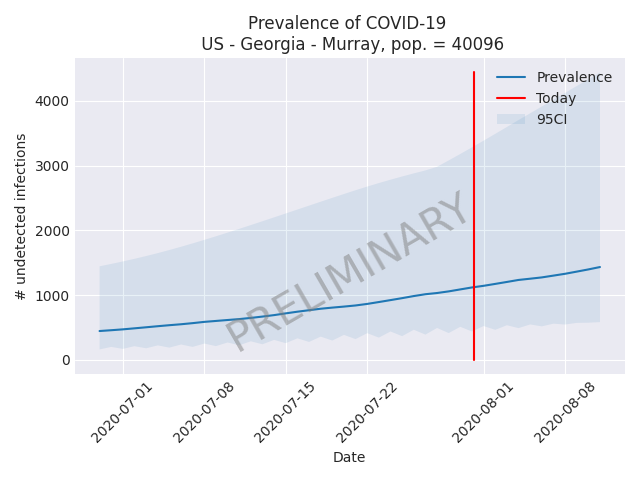 Prevalence of COVID-19
US - Georgia - Murray, pop. = 40096
Prevalence
Today
95CI
4000
3000
2000
1000
0
# undetected infections
PRELIMINARY
2020-07-01
2020-07-08
2020-07-15
2020-07-22
2020-08-01
2020-08-08
Date